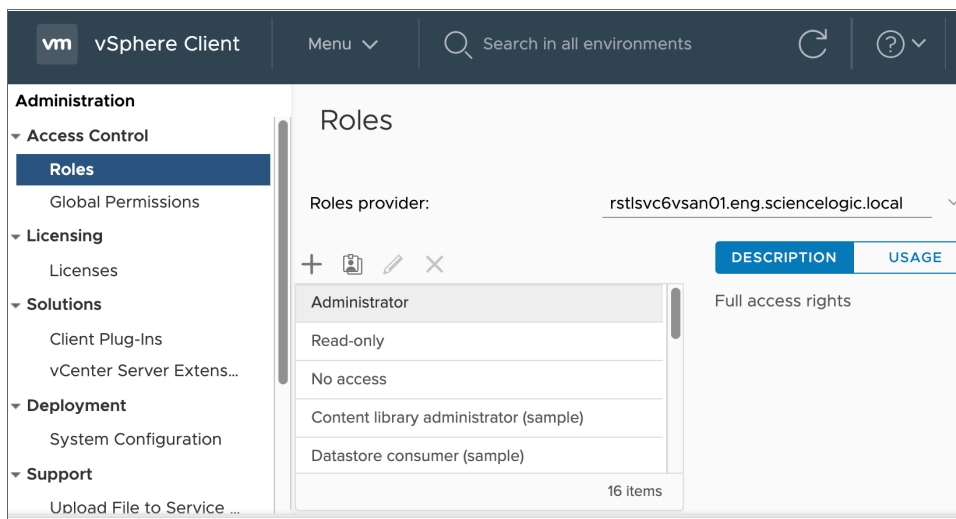 vm vSphere Client Menu Search in all environments
Administration
Access Control
Roles
Global Permissions
Licensing
Licenses
Solutions
Client Plug-Ins
vCenter Server Extens...
Deployment
System Configuration
Support
Upload File to Service ...
Roles
Roles provider: rstlsvc6vsan01.eng.sciencelogic.local
Administrator
Read-only
No access
Content library administrator (sample)
Datastore consumer (sample)
16 items
DESCRIPTION USAGE
Full access rights